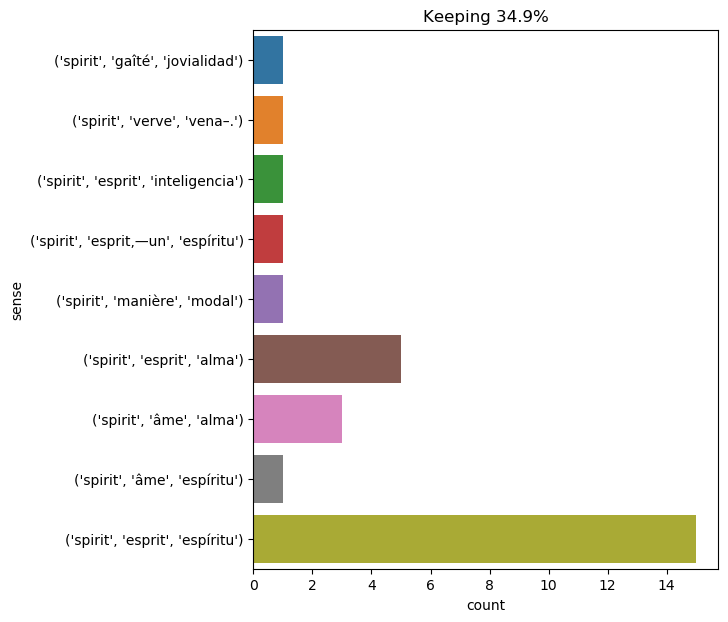 Keeping 34.9%
('spirit', 'gaîté', 'jovialidad')
('spirit', 'verve', 'vena–.')
('spirit', 'esprit', 'inteligencia')
('spirit', 'esprit,—un', 'espíritu')
('spirit', 'manière', 'modal')
('spirit', 'esprit', 'alma')
('spirit', 'âme', 'alma')
('spirit', 'âme', 'espíritu')
('spirit', 'esprit', 'espíritu')
sense
0 2 4 6 8 10 12 14
count